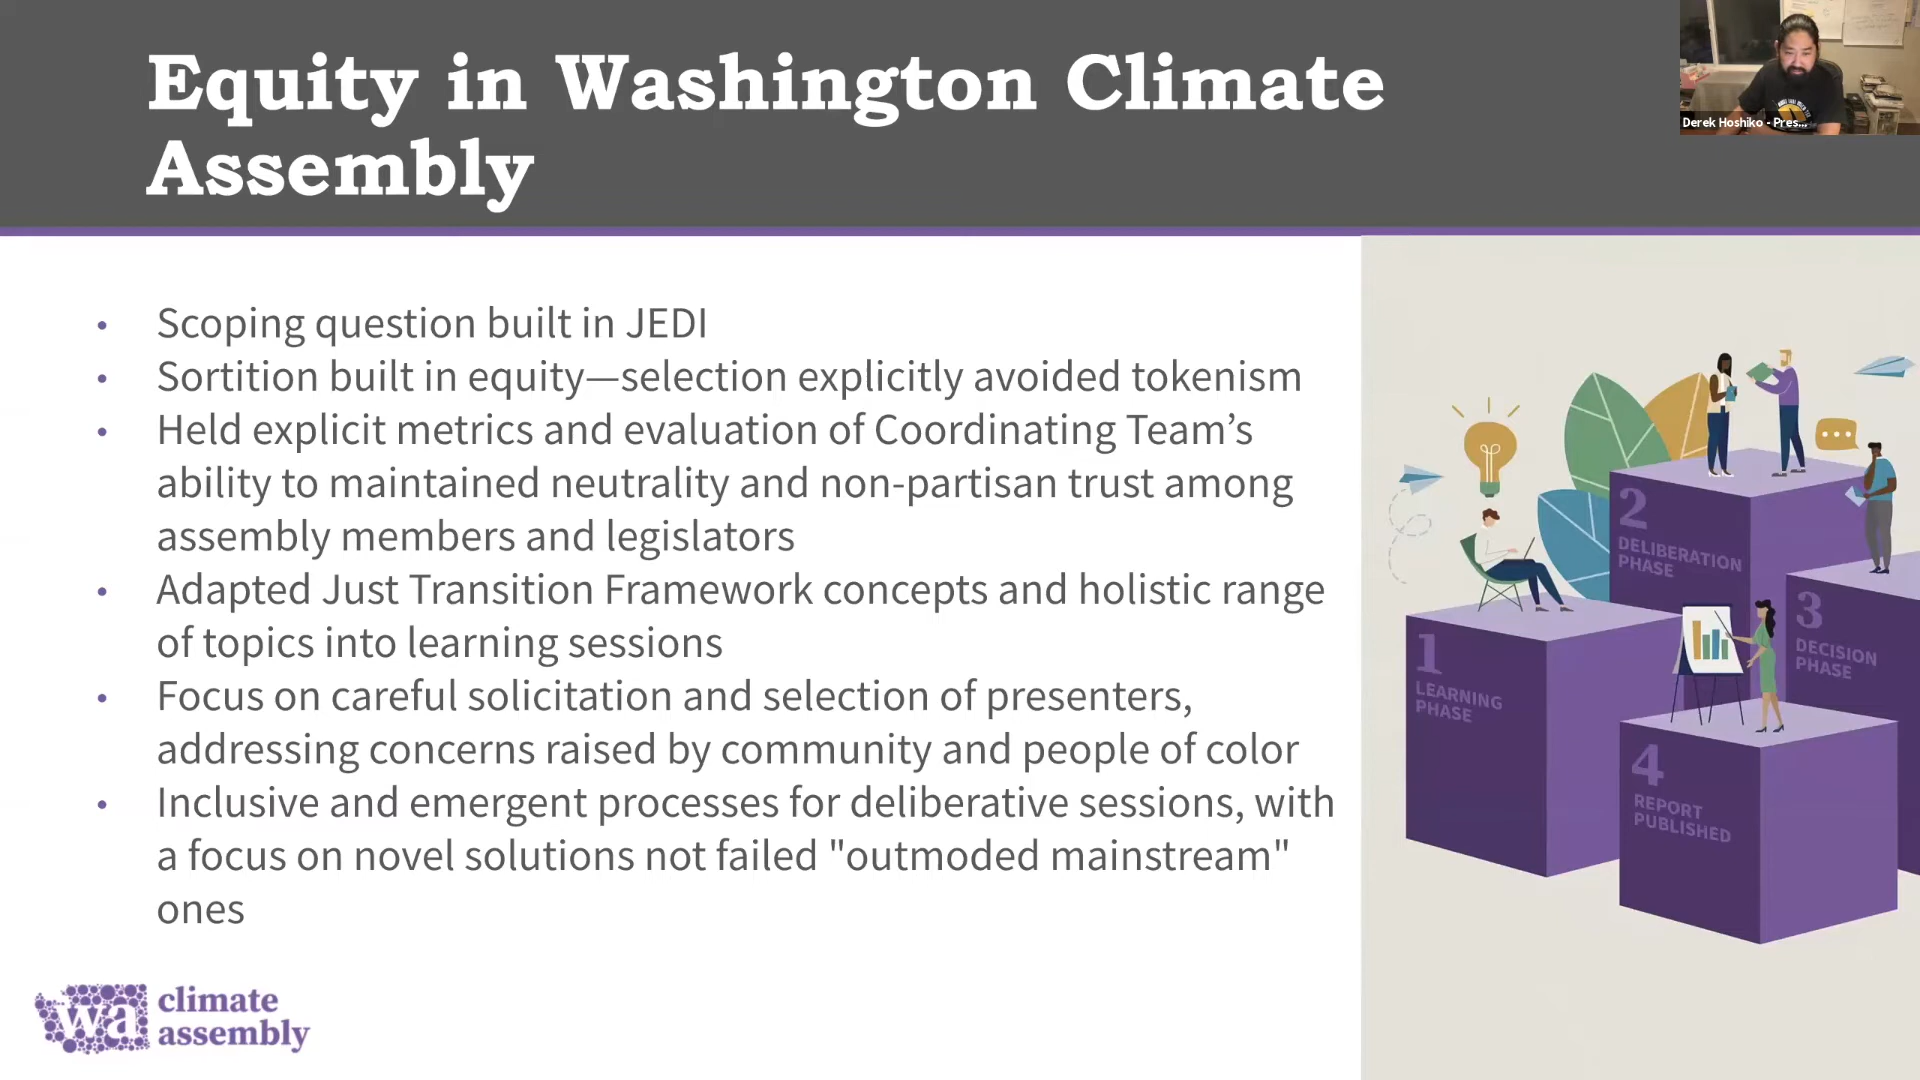 Equity in Washington Climate
Assembly
Derek Hoshiko - Pres...
• Scoping question built in JEDI
• Sortition built in equity—selection explicitly avoided tokenism
• Held explicit metrics and evaluation of Coordinating Team’s
ability to maintained neutrality and non-partisan trust among
assembly members and legislators
• Adapted Just Transition Framework concepts and holistic range
of topics into learning sessions
• Focus on careful solicitation and selection of presenters,
addressing concerns raised by community and people of color
• Inclusive and emergent processes for deliberative sessions, with
a focus on novel solutions not failed "outmoded mainstream"
ones
1
LEARNING
PHASE
2
DELIBERATION
PHASE
3
DECISION
PHASE
4
REPORT
PUBLISHED
wa
climate
assembly